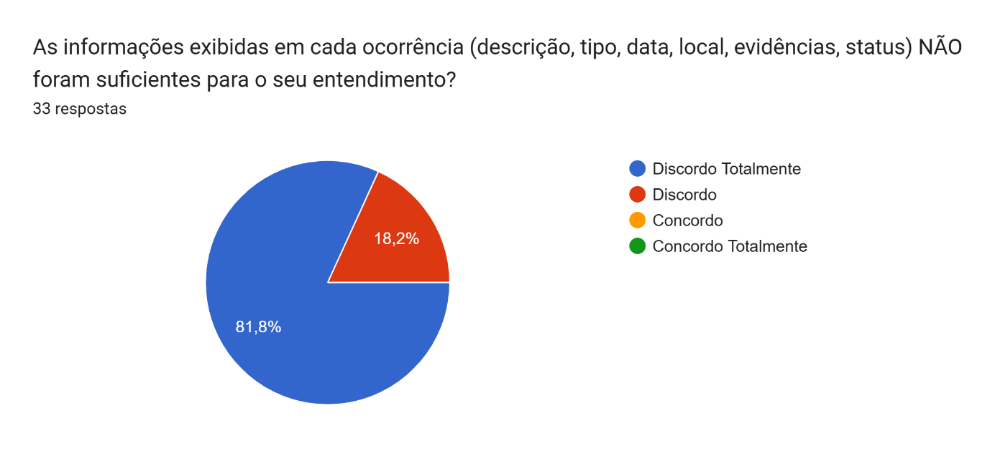 As informações exibidas em cada ocorrência (descrição, tipo, data, local, evidências, status) NÃO
foram suficientes para o seu entendimento?
33 respostas
Discordo Totalmente
Discordo
Concordo
Concordo Totalmente
18,2%
81,8%